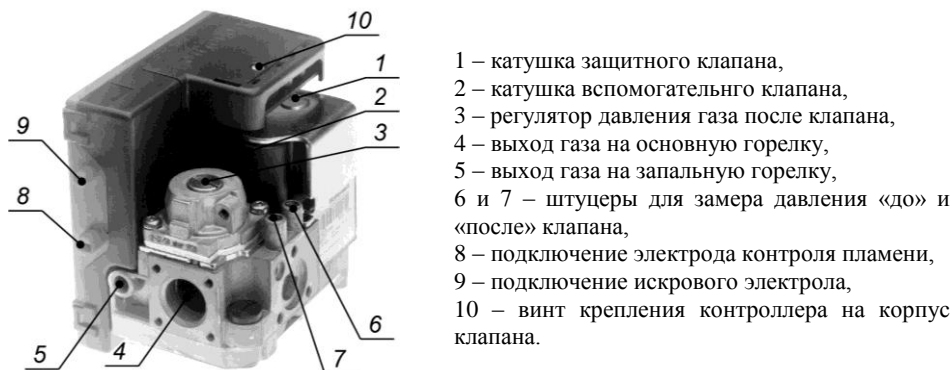 10
1
2
9
3
8
5
4
7
6
1 – катушка защитного клапана,
2 – катушка вспомогательнго клапана,
3 – регулятор давления газа после клапана,
4 – выход газа на основную горелку,
5 – выход газа на запальную горелку,
6 и 7 – штуцеры для замера давления «до» и
«после» клапана,
8 – подключение электрода контроля пламени,
9 – подключение искрового электрола,
10 – винт крепления контроллера на корпус
клапана.